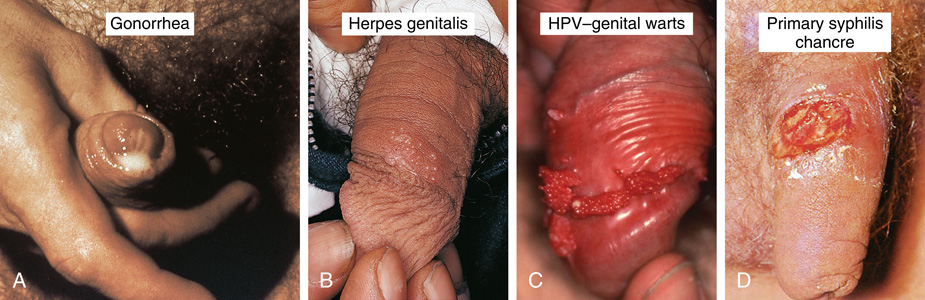 Gonorrhea
Herpes genitalis
HPV–genital warts
Primary syphilis
chancre
A
B
C
D